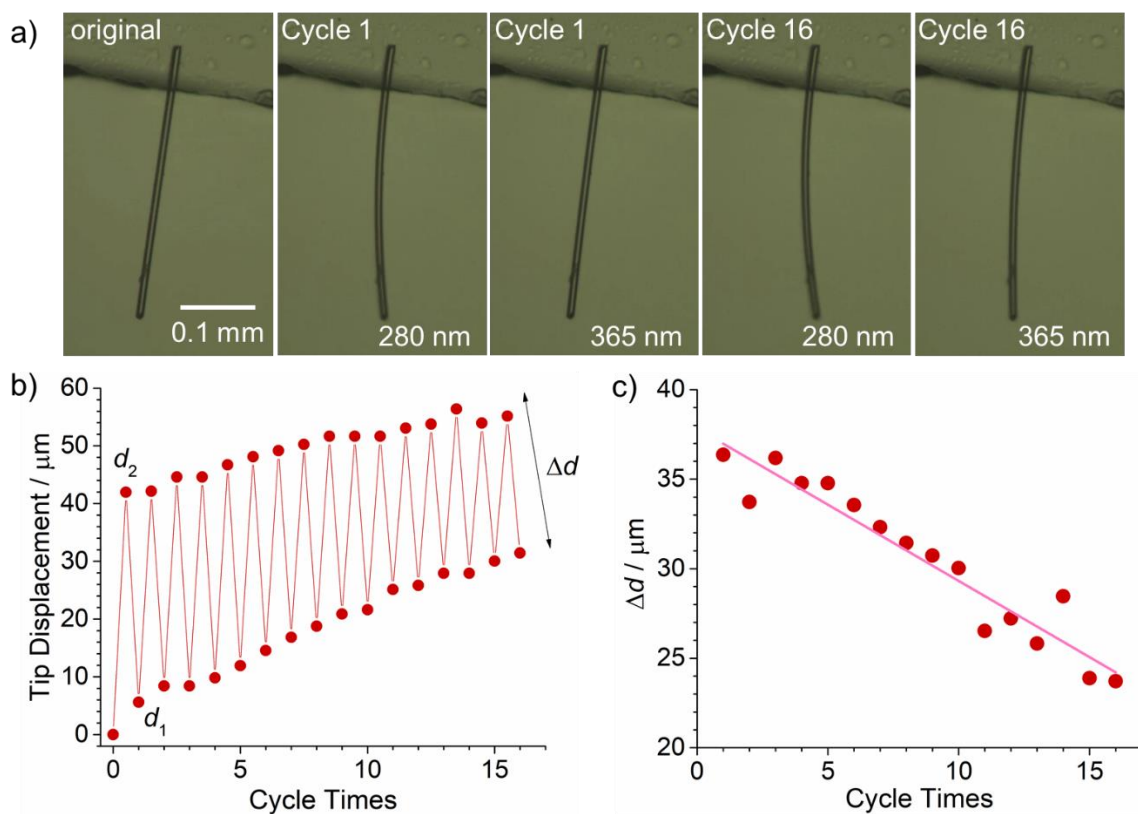 a)
original
0.1 mm
Cycle 1
280 nm
Cycle 1
365 nm
Cycle 16
280 nm
Cycle 16
365 nm
b)
Tip Displacement / μm
60
50
40
30
20
10
0
d2
d1
Δd
0
5
10
15
Cycle Times
c)
Δd / μm
40
35
30
25
20
0
5
10
15
Cycle Times